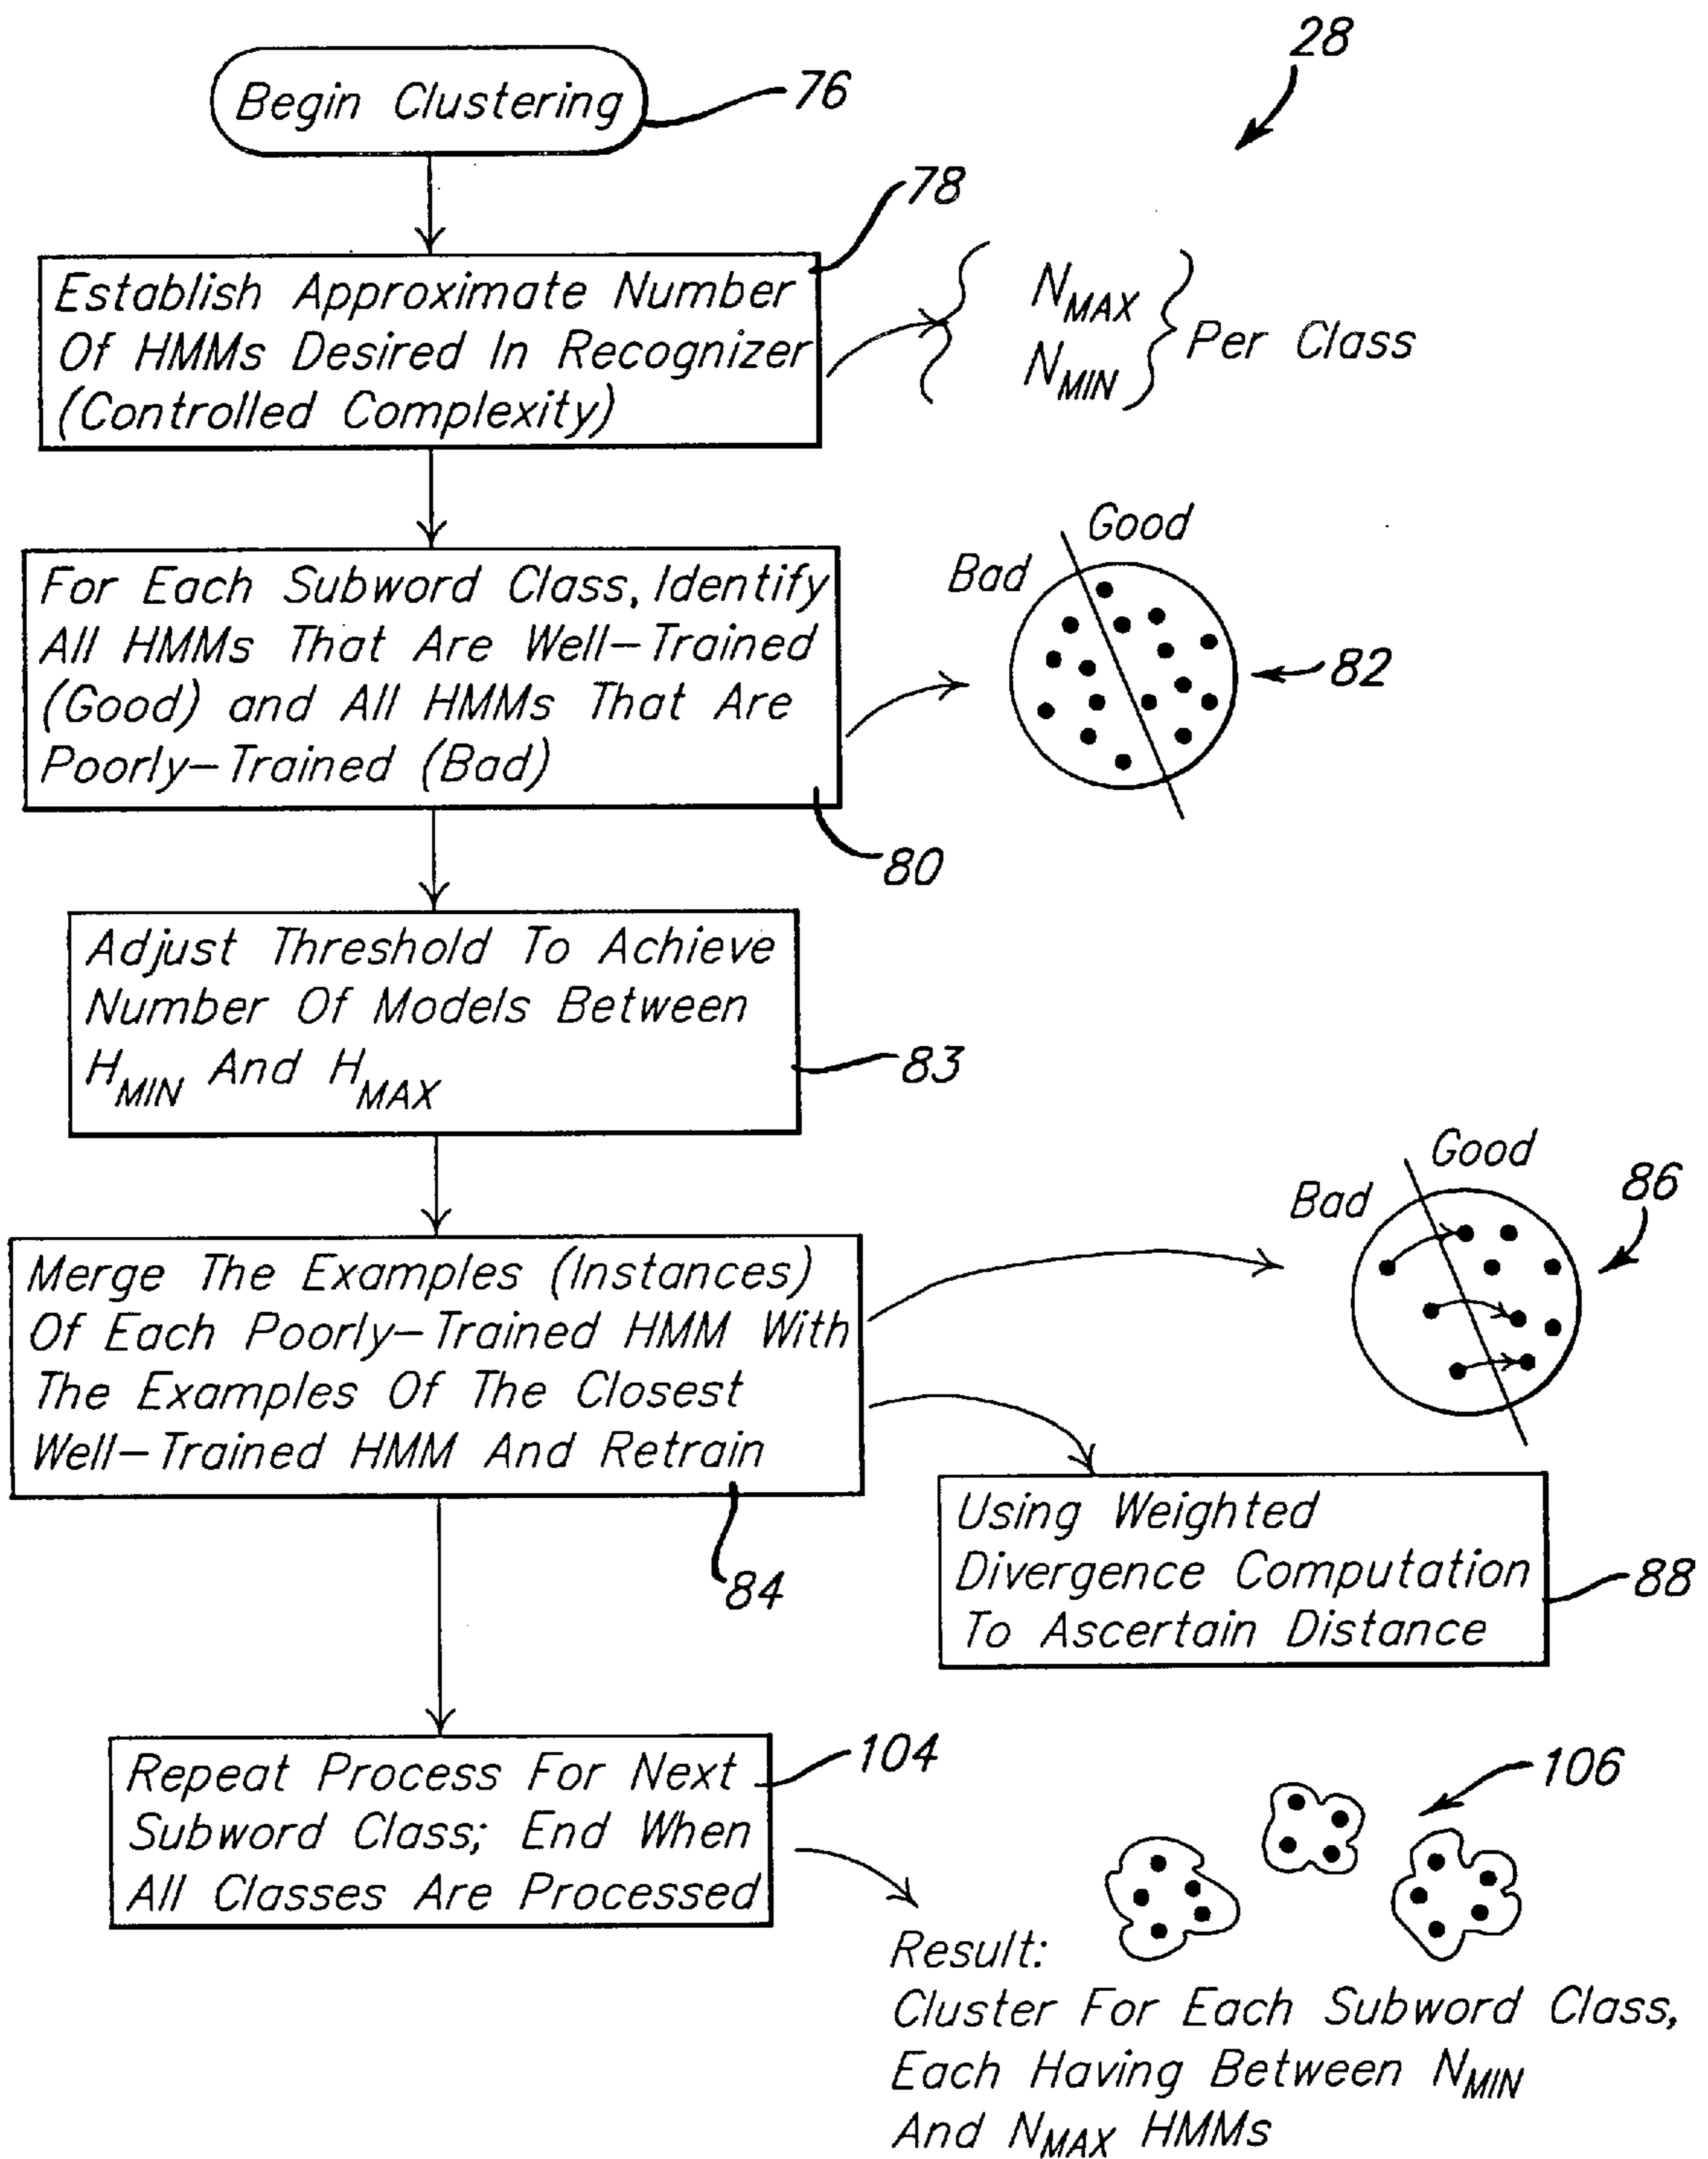 28
Begin Clustering
76
78
Establish Approximate Number
Of HMMs Desired In Recognizer
(Controlled Complexity)
NMAX
NMIN
Per Class
Good
Bad
82
For Each Subword Class, Identify
All HMMs That Are Well-Trained
(Good) and All HMMs That Are
Poorly-Trained (Bad)
80
Adjust Threshold To Achieve
Number Of Models Between
HMIN And HMAX
83
Good
Bad
86
Merge The Examples (Instances)
Of Each Poorly-Trained HMM With
The Examples Of The Closest
Well-Trained HMM And Retrain
84
Using Weighted
Divergence Computation
To Ascertain Distance
88
Repeat Process For Next
Subword Class; End When
All Classes Are Processed
104
106
Result:
Cluster For Each Subword Class,
Each Having Between NMIN
And NMAX HMMs